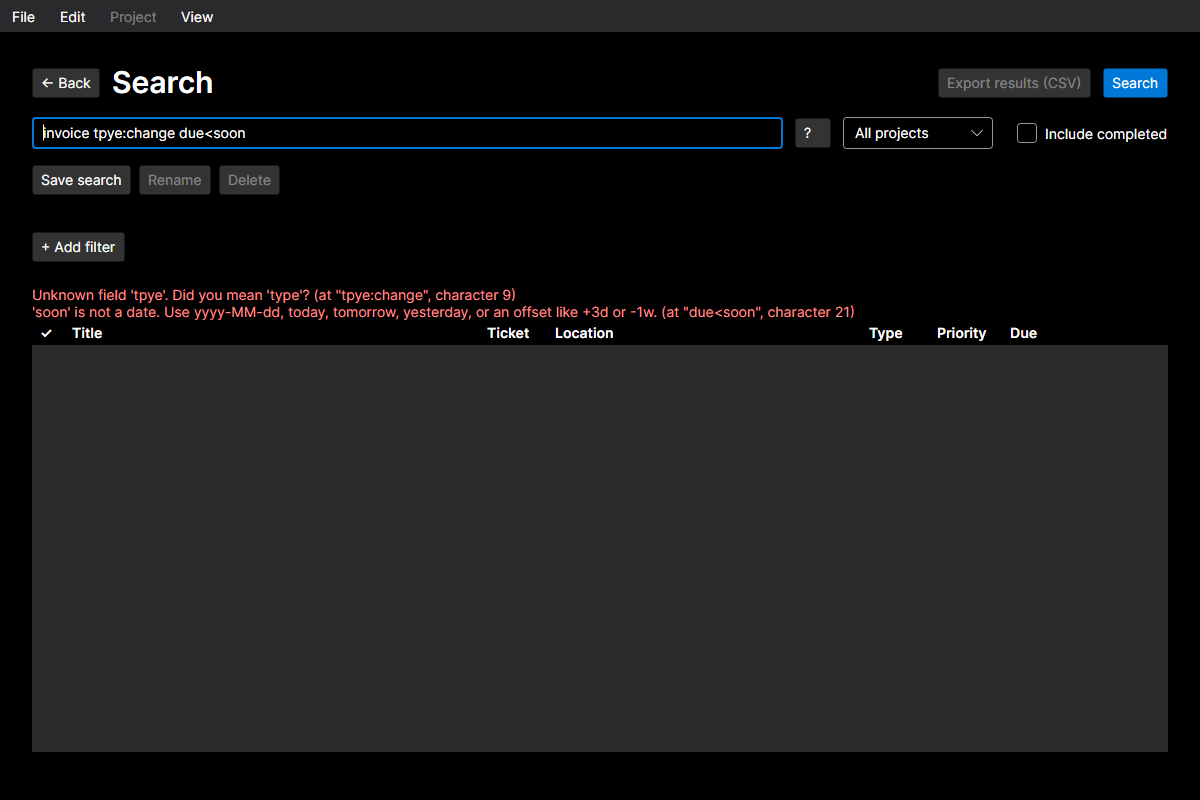 File Edit Project View
← Back Search Export results (CSV) Search
invoice tpye:change due<soon ? All projects Include completed
Save search Rename Delete
+ Add filter
Unknown field 'tpye'. Did you mean 'type'? (at "tpye:change", character 9)
'soon' is not a date. Use yyyy-MM-dd, today, tomorrow, yesterday, or an offset like +3d or -1w. (at "due<soon", character 21)
✓ Title Ticket Location Type Priority Due